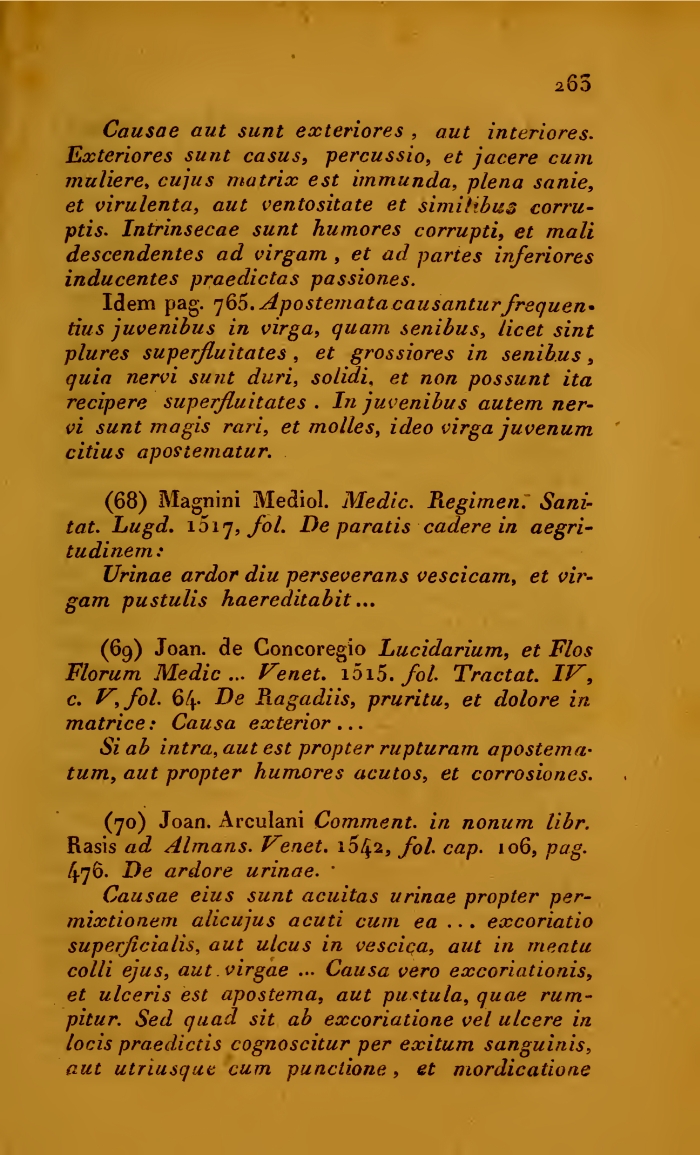 263
Causae aut sunt exteriores, aut interiores.
Exteriores sunt casus, percussio, et jacere cum
muliere, cujus matrix est immunda, plena sanie,
et virulenta, aut ventositate et similibus corru-
ptis. Intrinsecae sunt humores corrupti, et mali
descendentes ad virgam, et ad partes inferiores
inducentes praedictas passiones.
Idem pag. 765. Apostemata causantur frequen-
tius juvenibus in virga, quam senibus, licet sint
plures superfluitates, et grossiores in senibus,
quia nervi sunt duri, solidi, et non possunt ita
recipere superfluitates. In juvenibus autem ner-
vi sunt magis rari, et molles, ideo virga juvenum
citius apostematur.
(68) Magnini Mediol. Medic. Regimen. Sani-
tat. Lugd. 1517, fol. De paratis cadere in aegri-
tudinem:
Urinae ardor diu perseverans vescicam, et vir-
gam pustulis haereditabit...
(69) Joan. de Concoregio Lucidarium, et Flos
Florum Medic ... Venet. 1515. fol. Tractat. IV,
c. V, fol. 64. De Ragadiis, pruritu, et dolore in
matrice: Causa exterior...
Si ab intra, aut est propter rupturam apostema-
tum, aut propter humores acutos, et corrosiones.
(70) Joan. Arculani Comment. in nonum libr.
Rasis ad Almans. Venet. 1542, fol. cap. 106, pag.
476. De ardore urinae.
Causae eius sunt acuitas urinae propter per-
mixtionem alicujus acuti cum ea ... excoriatio
superficialis, aut ulcus in vescica, aut in meatu
colli ejus, aut virgae ... Causa vero excoriationis,
et ulceris est apostema, aut pustula, quae rum-
pitur. Sed quad sit ab excoriatione vel ulcere in
locis praedictis cognoscitur per exitum sanguinis,
aut utriusque cum punctione, et mordicatione